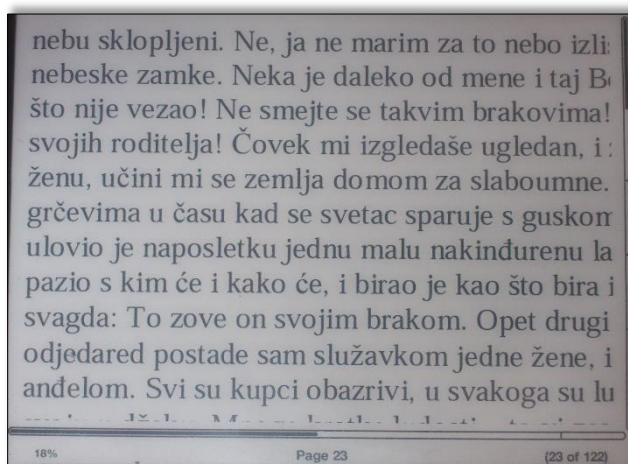 nebu sklopljeni. Ne, ja ne marim za to nebo
nebeske zamke. Neka je daleko od mene i taj
što nije vezao! Ne smejte se takvim brakovima!
svojih roditelja! Čovek mi izgledaše ugledan, i
ženu, učini mi se zemlja domom za slaboumne.
grčevima u času kad se svetac sparuje s guskom
ulovio je naposletku jednu malu nakinđurenu la
pazio s kim će i kako će, i birao je kao što bira i
svagda: To zove on svojim brakom. Opet drugi
odjedared postade sam služavkom jedne žene, i
anđelom. Svi su kupci obazrivi, u svakoga su lu
18% Page 23 (23 of 122)